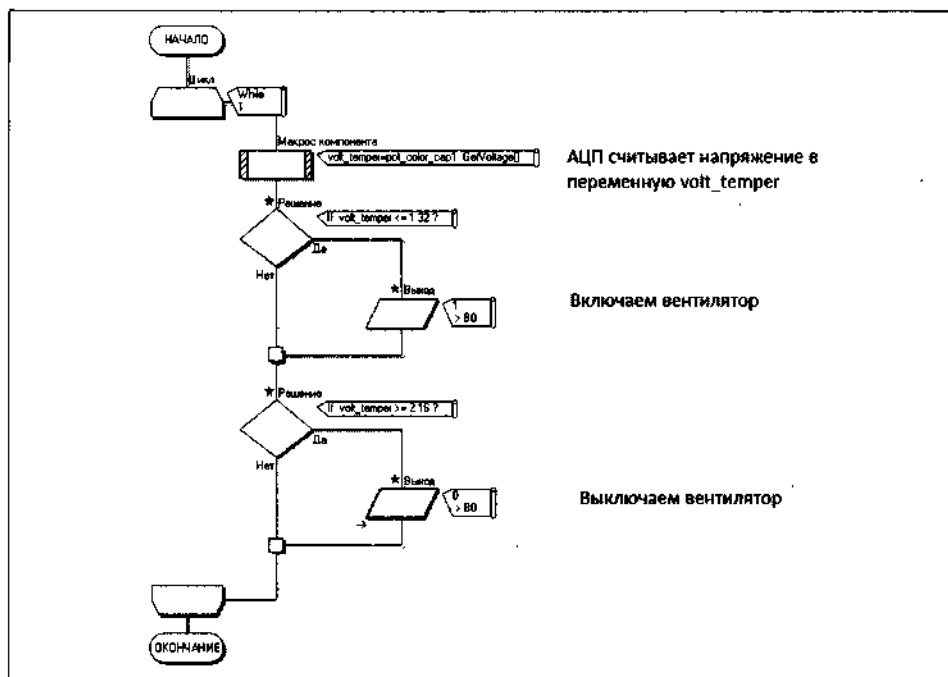 НАЧАЛО
Цикл
While
1
Макрос компонента
volt_temper=pot_color_cap1 GetVoltage()
АЦП считывает напряжение в
переменную volt_temper
Решение
If volt_temper <= 1 32 ?
Да
Нет
Выход
1
> B0
Включаем вентилятор
Решение
If volt_temper >= 2 16 ?
Да
Нет
Выход
0
> B0
Выключаем вентилятор
ОКОНЧАНИЕ